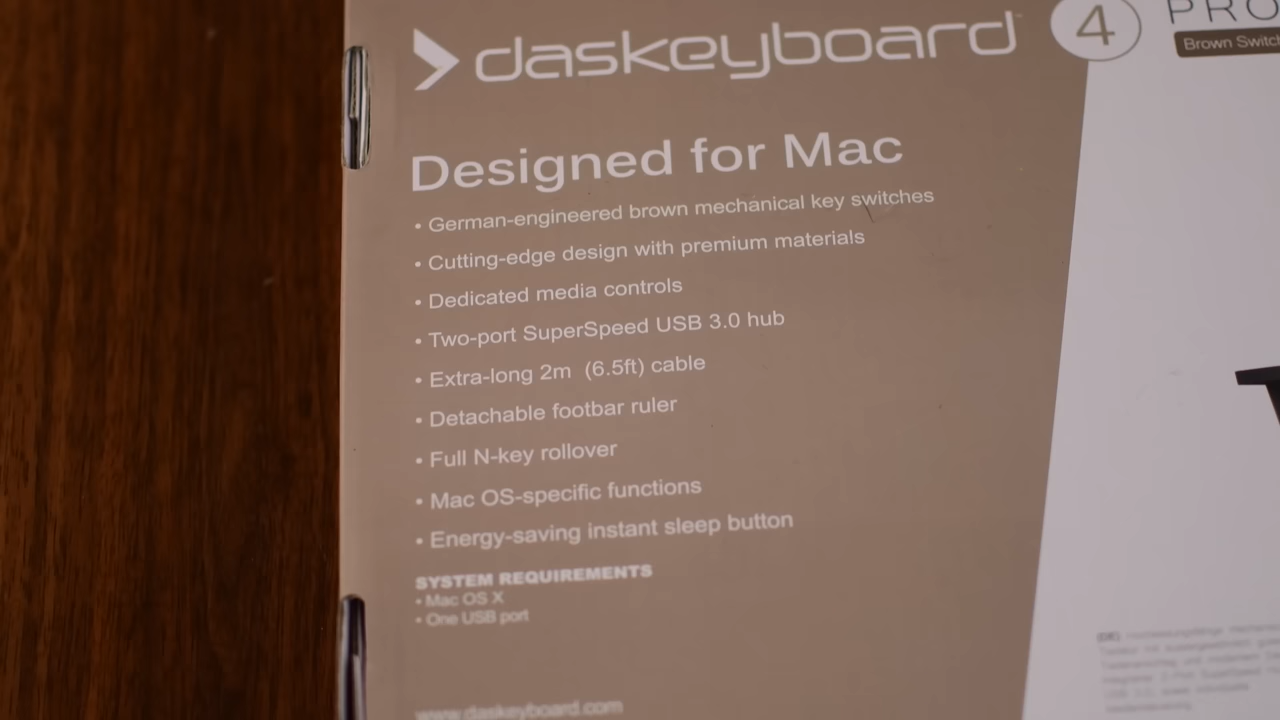 daskeyboard 4 PRO
Brown Switch
Designed for Mac
• German-engineered brown mechanical key switches
• Cutting-edge design with premium materials
• Dedicated media controls
• Two-port SuperSpeed USB 3.0 hub
• Extra-long 2m (6.5ft) cable
• Detachable footbar ruler
• Full N-key rollover
• Mac OS-specific functions
• Energy-saving instant sleep button
SYSTEM REQUIREMENTS
• Mac OS X
• One USB port
www.daskeyboard.com
(DE)